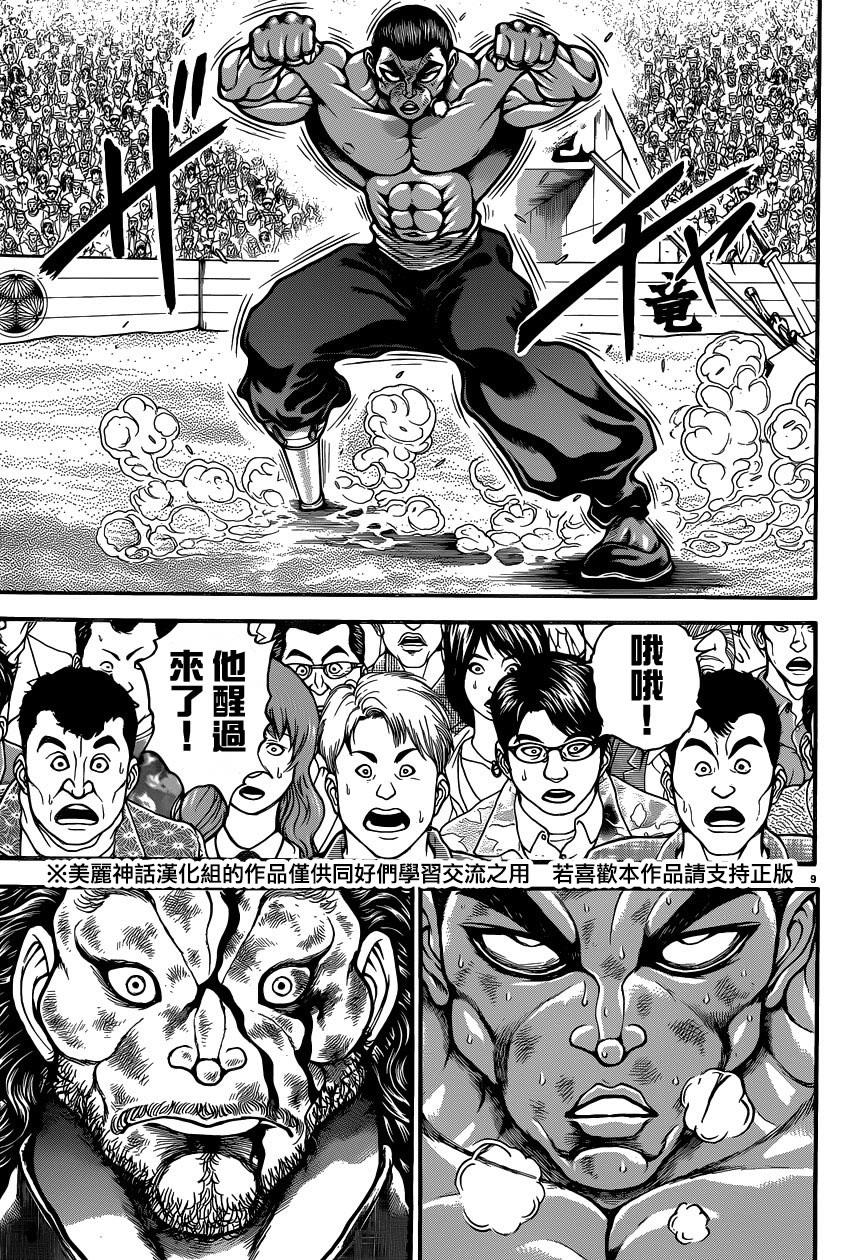 ザ
チャ
竜
哦哦！
他醒過
來了！
※美麗神話漢化組的作品僅供同好們學習交流之用　若喜歡本作品請支持正版
9